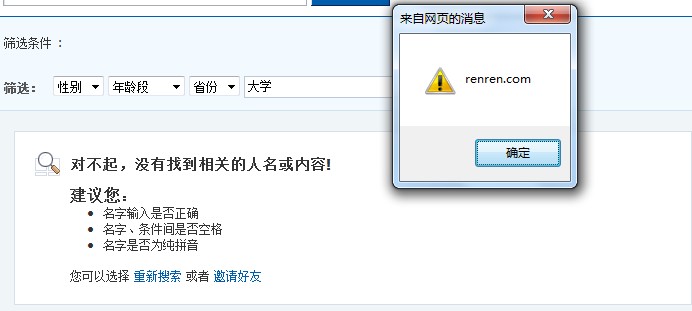 来自网页的消息
renren.com
确定
筛选条件 ：
筛选： 性别 年龄段 省份 大学
对不起，没有找到相关的人名或内容!
建议您：
名字输入是否正确
名字、条件间是否空格
名字是否为纯拼音
您可以选择 重新搜索 或者 邀请好友